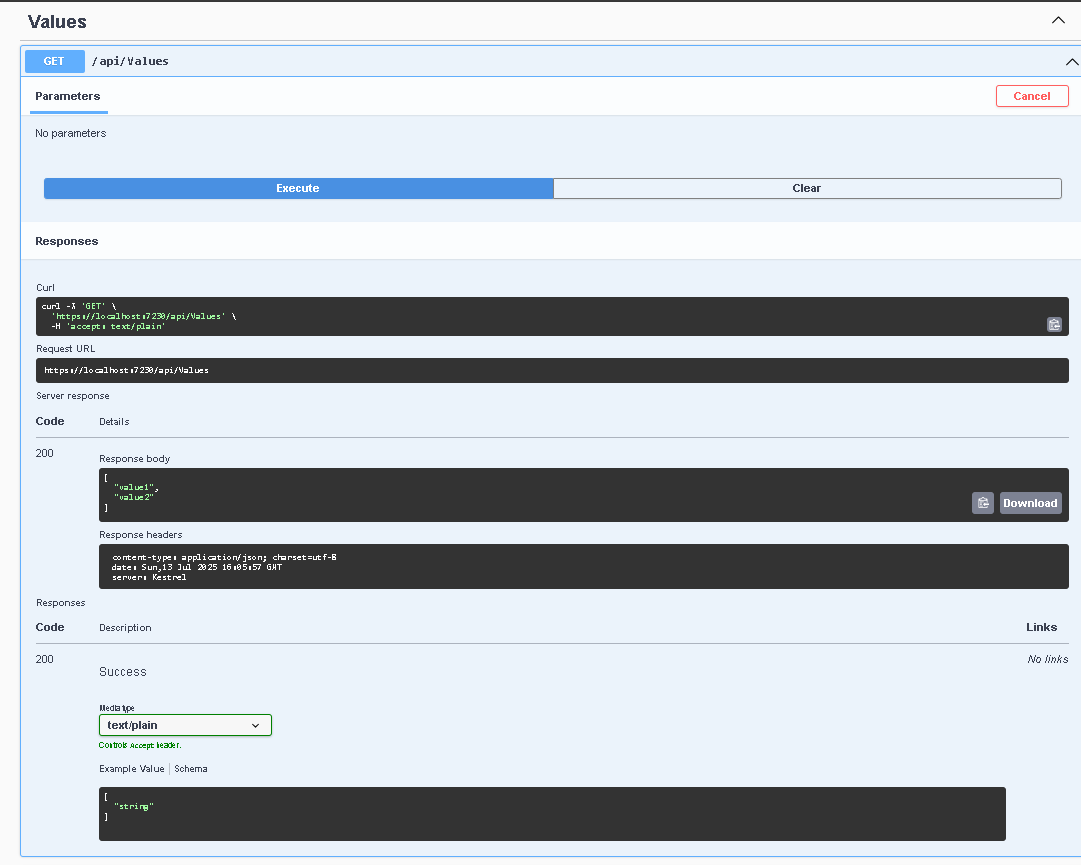 Values
GET /api/Values
Parameters
Cancel
No parameters
Execute
Clear
Responses
Curl
curl -X 'GET' \
'https://localhost:7230/api/Values' \
-H 'accept: text/plain'
Request URL
https://localhost:7230/api/Values
Server response
Code Details
200
Response body
[
"value1",
"value2"
]
Download
Response headers
content-type: application/json; charset=utf-8
date: Sun,13 Jul 2025 16:05:57 GMT
server: Kestrel
Responses
Code Description Links
200
Success
No links
Media type
text/plain
Controls Accept header.
Example Value Schema
[
"string"
]